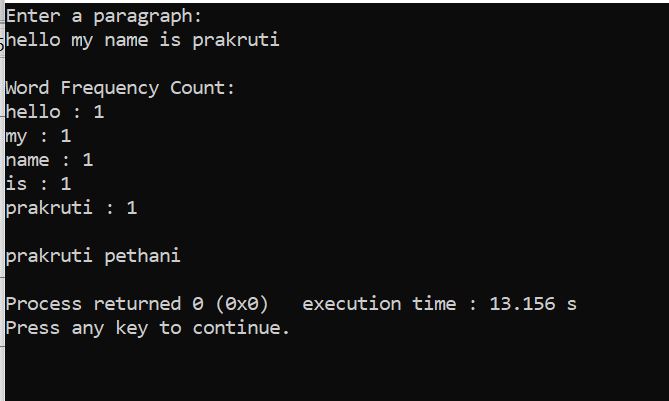 Enter a paragraph:
hello my name is prakruti
Word Frequency Count:
hello : 1
my : 1
name : 1
is : 1
prakruti : 1
prakruti pethani
Process returned 0 (0x0)   execution time : 13.156 s
Press any key to continue.